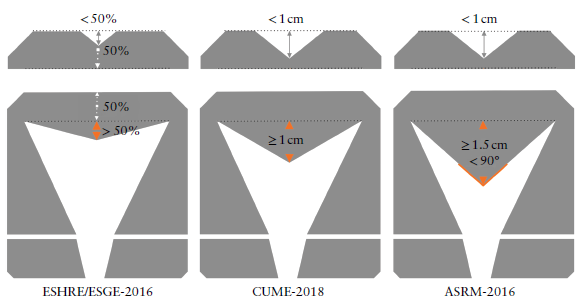 <50%
<1 cm
<1 cm
50%
50%
>50%
≥1 cm
≥1.5 cm
<90°
ESHRE/ESGE-2016
CUME-2018
ASRM-2016